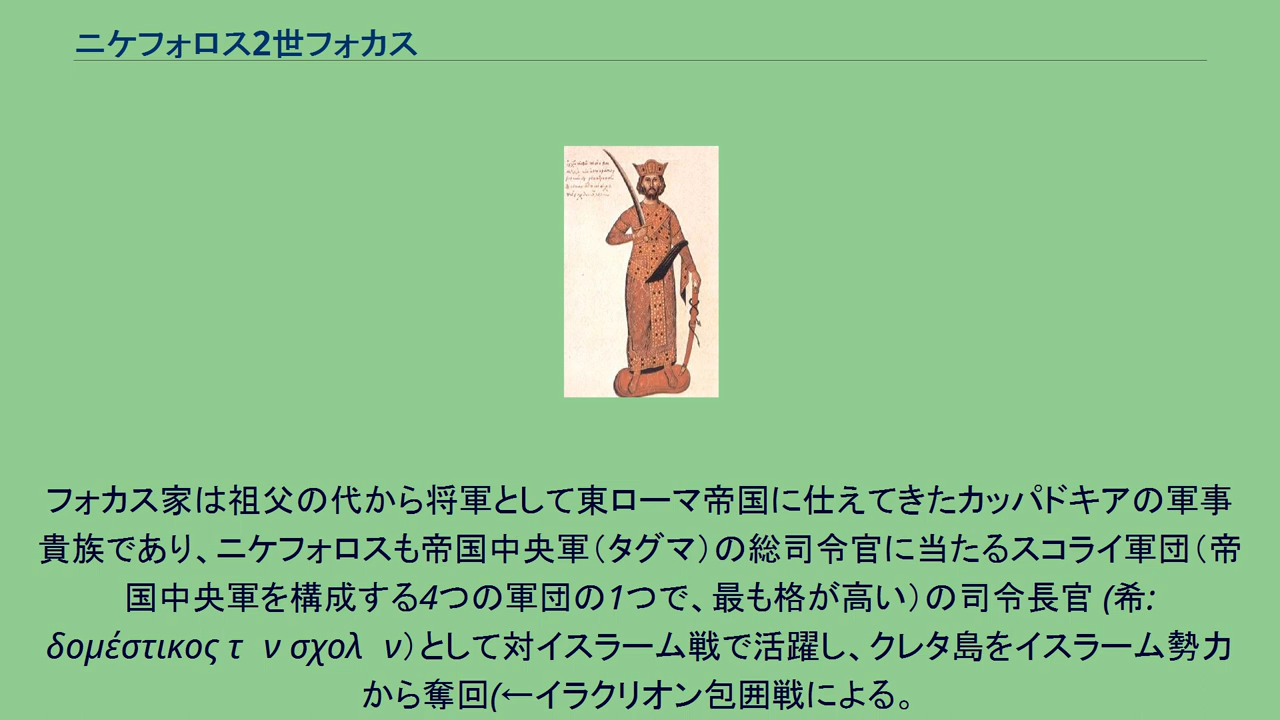 ニケフォロス2世フォカス
フォカス家は祖父の代から将軍として東ローマ帝国に仕えてきたカッパドキアの軍事
貴族であり、ニケフォロスも帝国中央軍（タグマ）の総司令官に当たるスコライ軍団（帝
国中央軍を構成する4つの軍団の1つで、最も格が高い）の司令長官 (希:
δομέστικος τ ν σχολ ν）として対イスラーム戦で活躍し、クレタ島をイスラーム勢力
から奪回(←イラクリオン包囲戦による。